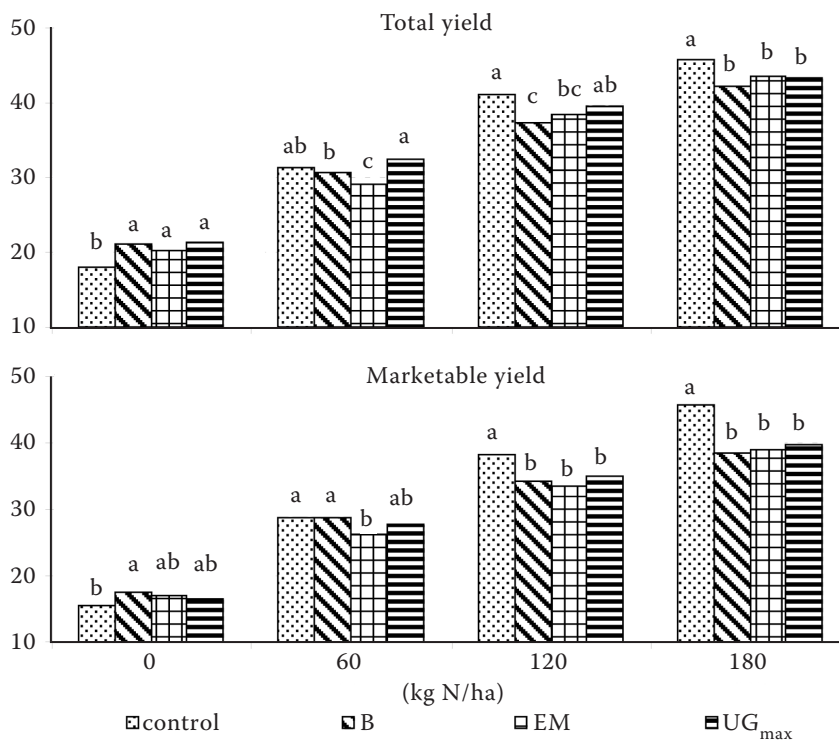 Total yield
50
40
30
20
10
b a a a
ab b c a
a c bc ab
a b b b
Marketable yield
50
40
30
20
10
b a ab ab
a a b ab
a b b b
a b b b
0 60 120 180
(kg N/ha)
control B EM UGmax